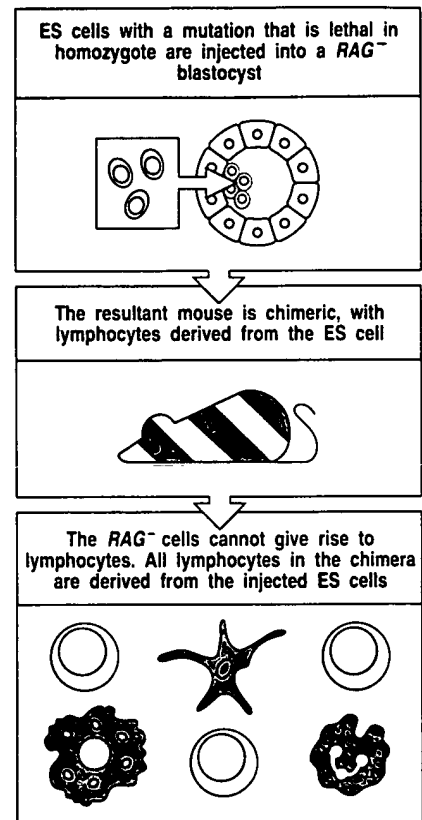 ES cells with a mutation that is lethal in
homozygote are injected into a RAG⁻
blastocyst
The resultant mouse is chimeric, with
lymphocytes derived from the ES cell
The RAG⁻ cells cannot give rise to
lymphocytes. All lymphocytes in the chimera
are derived from the injected ES cells